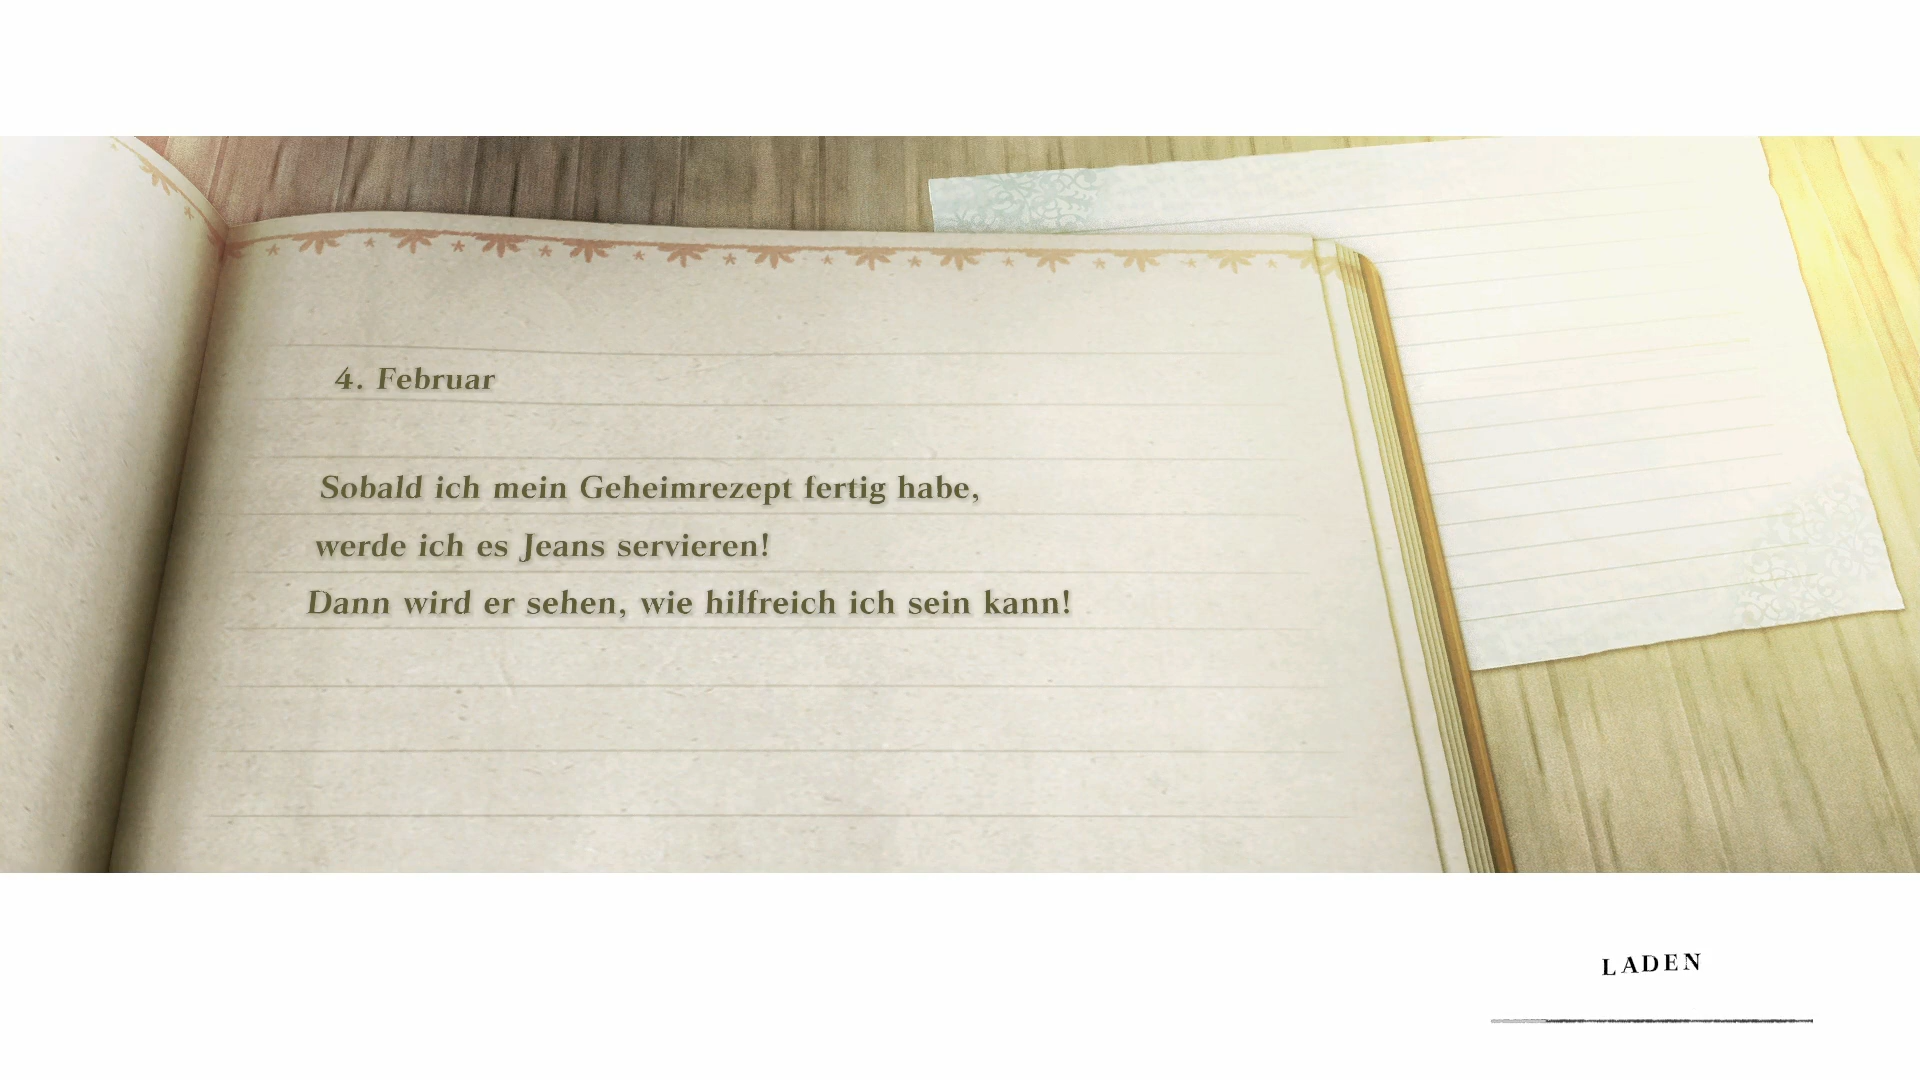 4. Februar
Sobald ich mein Geheimrezept fertig habe,
werde ich es Jeans servieren!
Dann wird er sehen, wie hilfreich ich sein kann!
LADEN